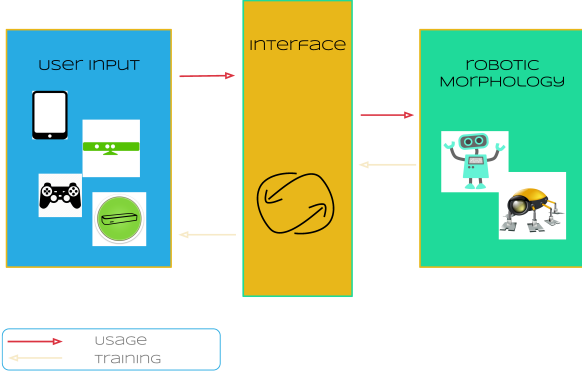 User Input
Interface
Robotic
Morphology
Usage
Training